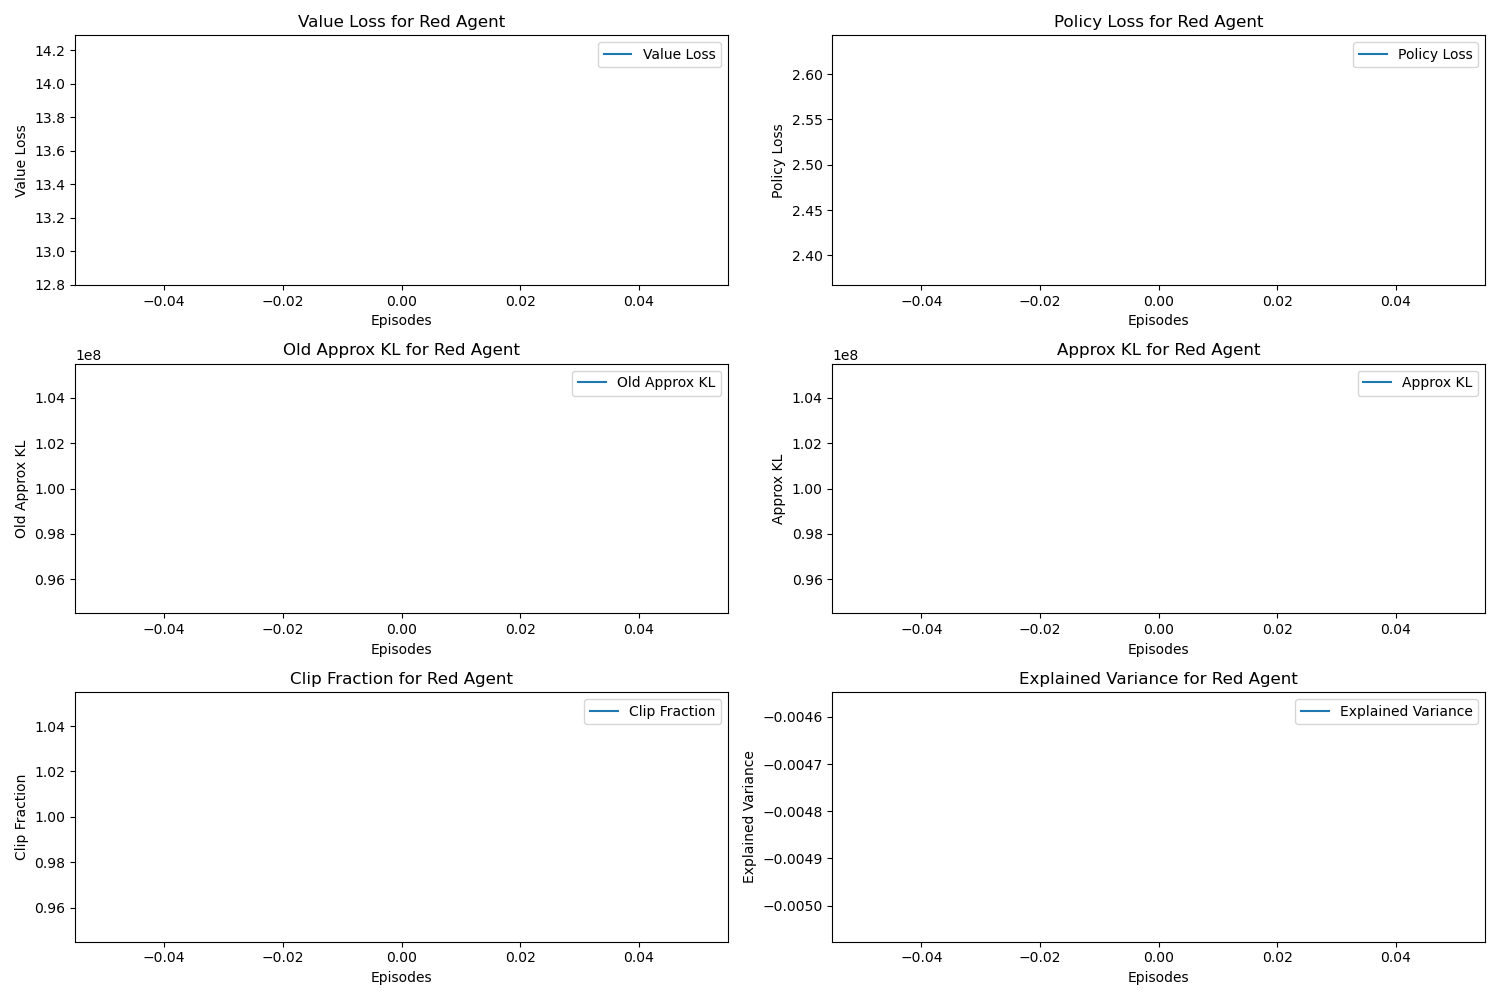 Value Loss for Red Agent
Value Loss
14.2
14.0
13.8
13.6
13.4
13.2
13.0
12.8
Value Loss
−0.04
−0.02
0.00
0.02
0.04
Episodes
Policy Loss for Red Agent
Policy Loss
2.60
2.55
2.50
2.45
2.40
Policy Loss
−0.04
−0.02
0.00
0.02
0.04
Episodes
Old Approx KL for Red Agent
1e8
Old Approx KL
1.04
1.02
1.00
0.98
0.96
Old Approx KL
−0.04
−0.02
0.00
0.02
0.04
Episodes
Approx KL for Red Agent
1e8
Approx KL
1.04
1.02
1.00
0.98
0.96
Approx KL
−0.04
−0.02
0.00
0.02
0.04
Episodes
Clip Fraction for Red Agent
Clip Fraction
1.04
1.02
1.00
0.98
0.96
Clip Fraction
−0.04
−0.02
0.00
0.02
0.04
Episodes
Explained Variance for Red Agent
Explained Variance
−0.0046
−0.0047
−0.0048
−0.0049
−0.0050
Explained Variance
−0.04
−0.02
0.00
0.02
0.04
Episodes